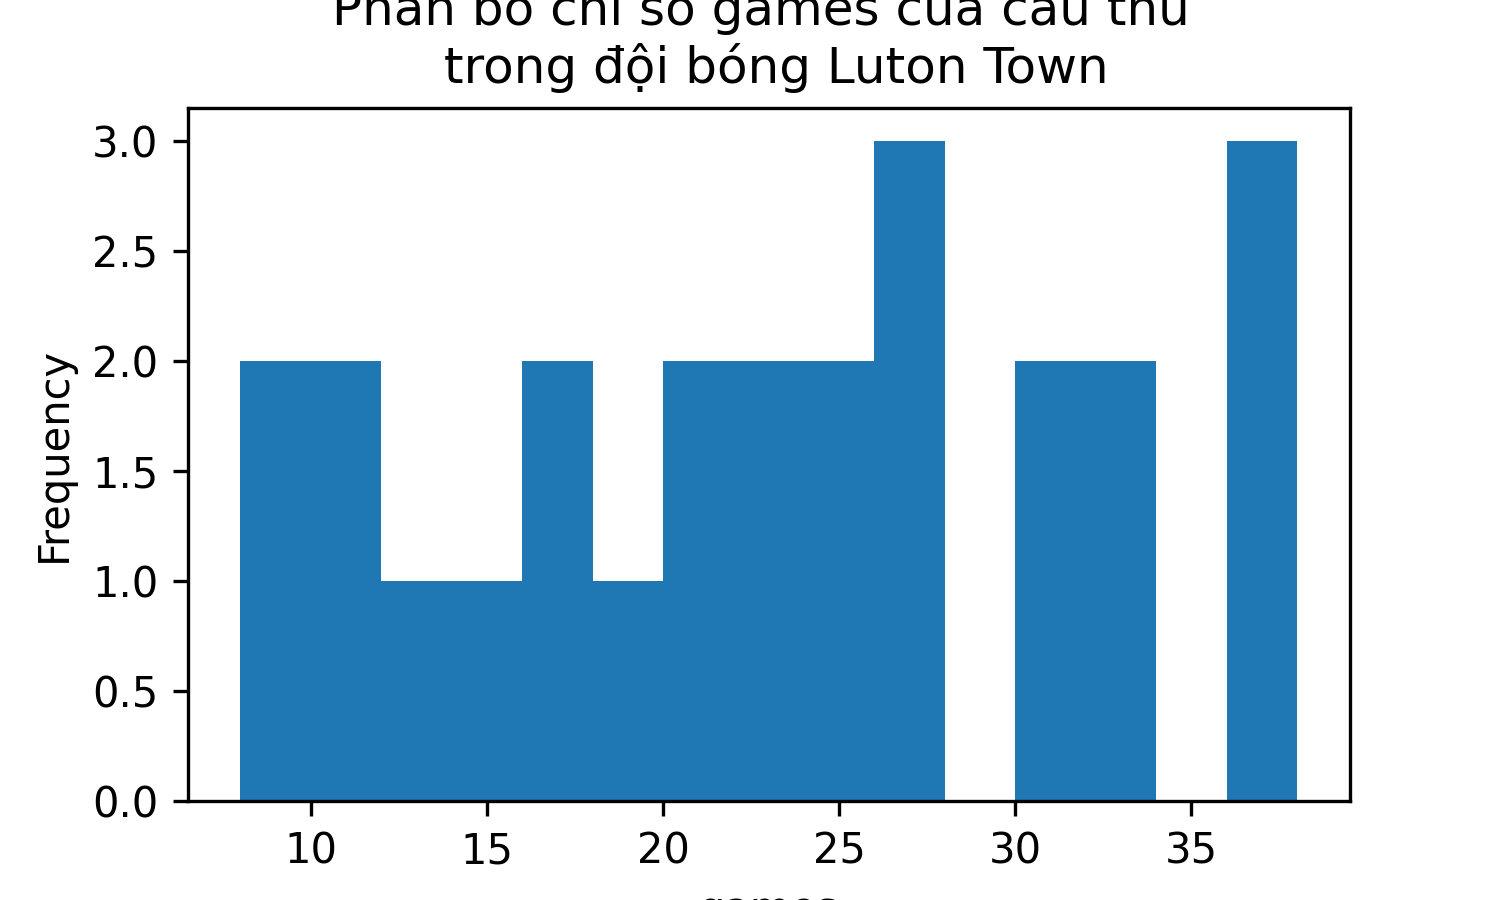 Phân bố chỉ số games của cầu thủ
trong đội bóng Luton Town
3.0
2.5
2.0
1.5
1.0
0.5
0.0
Frequency
10 15 20 25 30 35
games